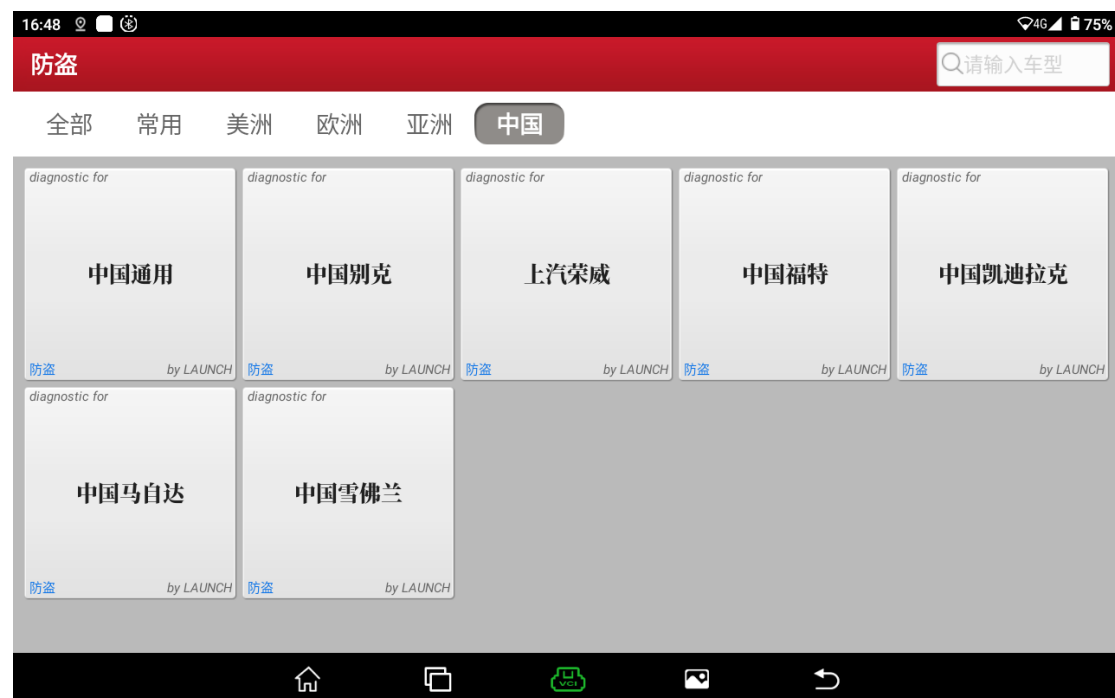 16:48 4G 75%
防盗 请输入车型
全部 常用 美洲 欧洲 亚洲 中国
diagnostic for diagnostic for diagnostic for diagnostic for diagnostic for
中国通用 中国别克 上汽荣威 中国福特 中国凯迪拉克
防盗 by LAUNCH 防盗 by LAUNCH 防盗 by LAUNCH 防盗 by LAUNCH 防盗 by LAUNCH
diagnostic for diagnostic for
中国马自达 中国雪佛兰
防盗 by LAUNCH 防盗 by LAUNCH
VCI